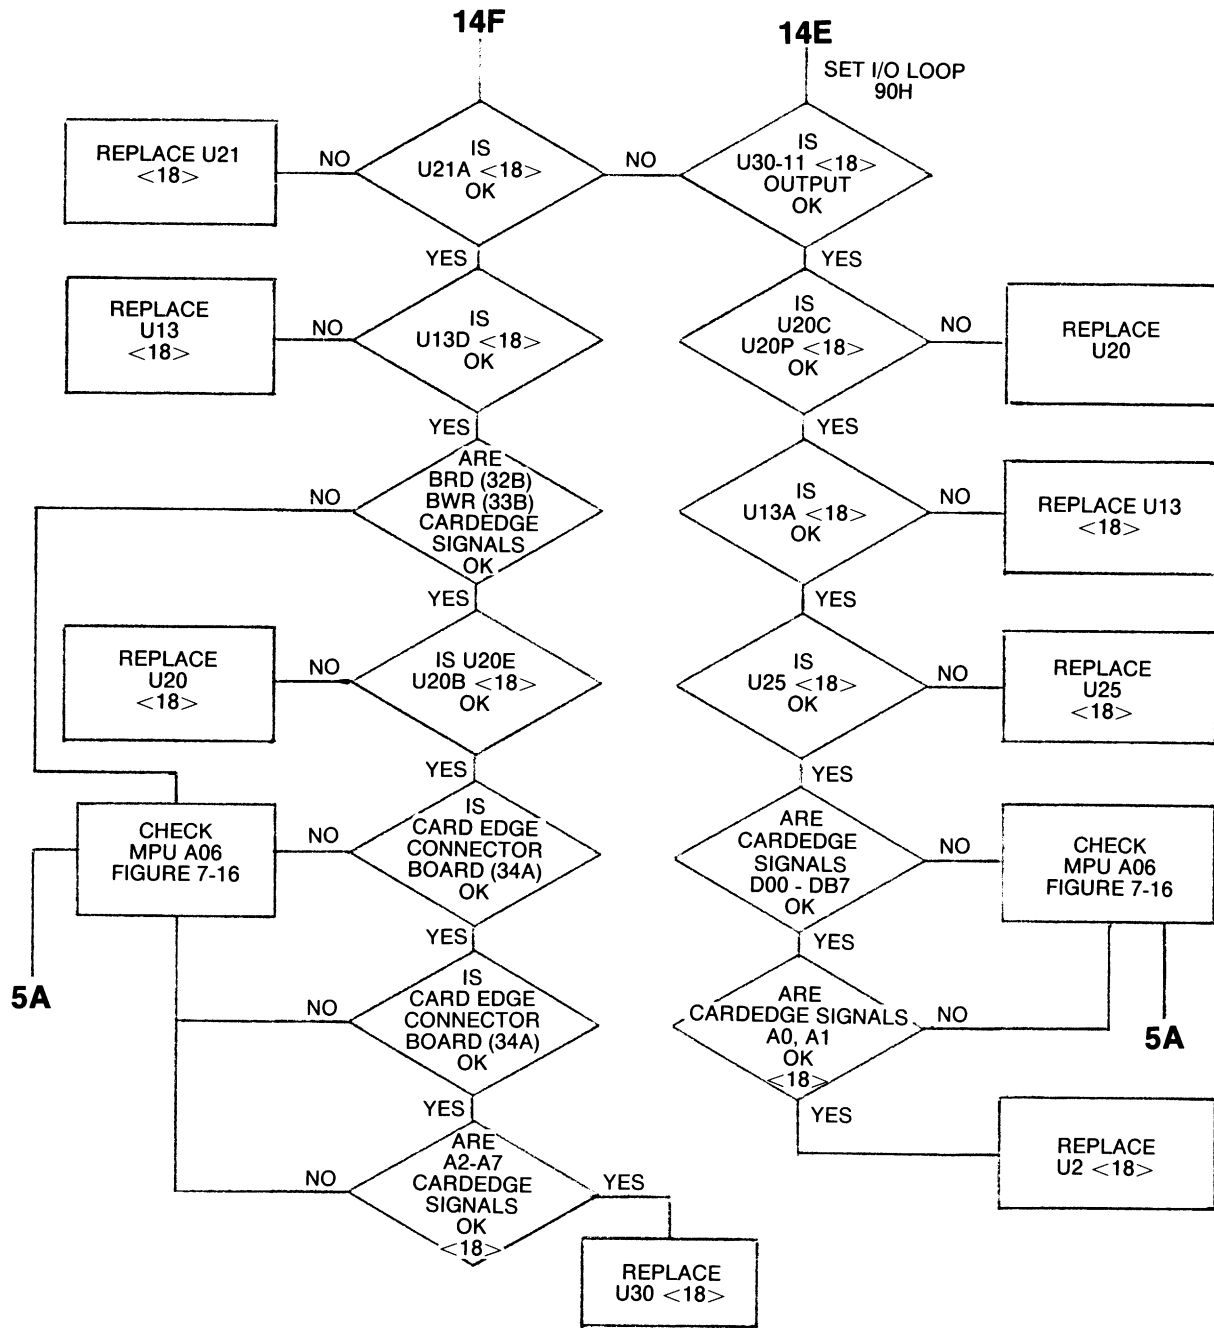 14F
14E
SET I/O LOOP
90H
REPLACE U21
<18>
NO
IS
U21A <18>
OK
NO
IS
U30-11 <18>
OUTPUT
OK
YES
YES
REPLACE
U13
<18>
NO
IS
U13D <18>
OK
IS
U20C
U20P <18>
OK
NO
REPLACE
U20
YES
YES
NO
ARE
BRD (32B)
BWR (33B)
CARDEDGE
SIGNALS
OK
IS
U13A <18>
OK
NO
REPLACE U13
<18>
YES
YES
REPLACE
U20
<18>
NO
IS U20E
U20B <18>
OK
IS
U25 <18>
OK
NO
REPLACE
U25
<18>
YES
YES
CHECK
MPU A06
FIGURE 7-16
NO
IS
CARD EDGE
CONNECTOR
BOARD (34A)
OK
ARE
CARDEDGE
SIGNALS
D00 - DB7
OK
NO
CHECK
MPU A06
FIGURE 7-16
YES
YES
5A
NO
IS
CARD EDGE
CONNECTOR
BOARD (34A)
OK
ARE
CARDEDGE SIGNALS
A0, A1
OK
<18>
NO
5A
YES
YES
NO
ARE
A2-A7
CARDEDGE
SIGNALS
OK
<18>
YES
REPLACE
U2 <18>
REPLACE
U30 <18>